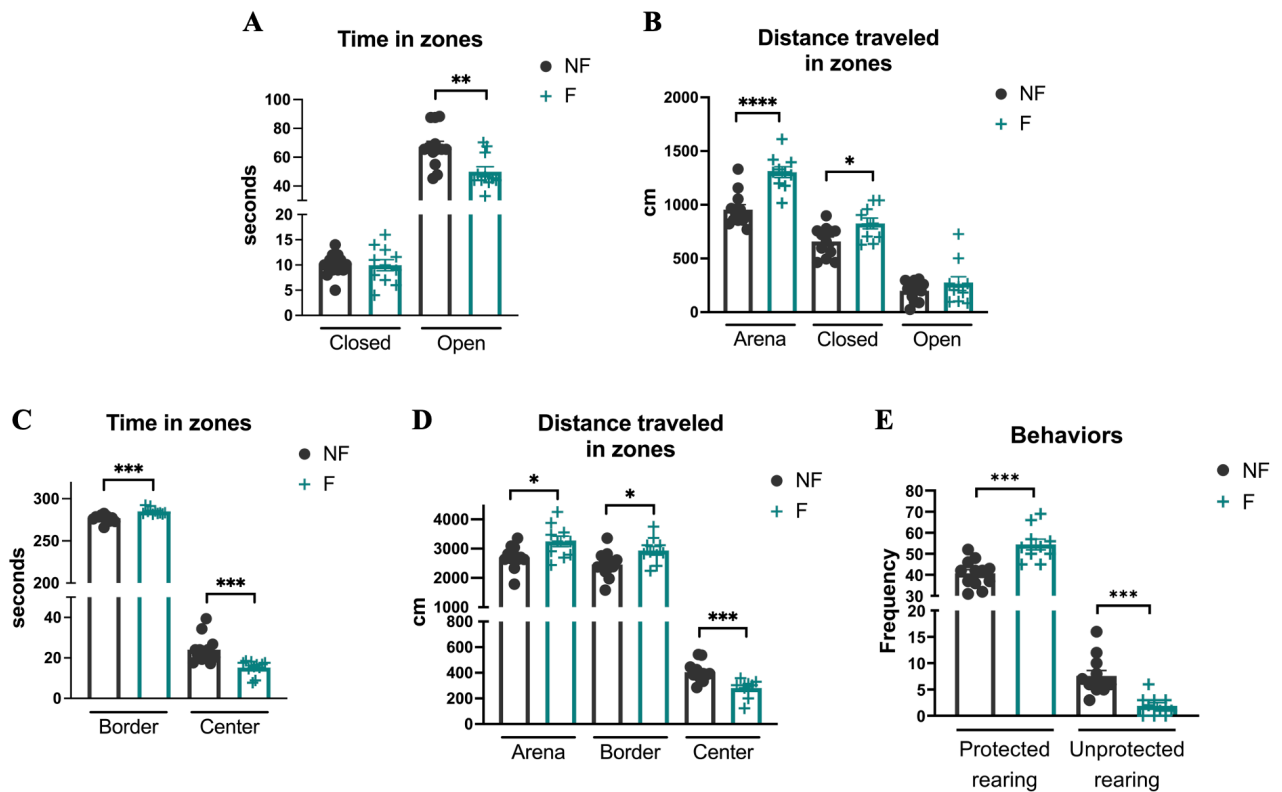 A
Time in zones
NF
F
**
seconds
100
80
60
40
20
15
10
5
0
Closed
Open
B
Distance traveled
in zones
NF
F
****
*
cm
2000
1500
1000
500
0
Arena
Closed
Open
C
Time in zones
NF
F
***
***
seconds
300
250
200
40
20
0
Border
Center
D
Distance traveled
in zones
NF
F
*
*
***
cm
4000
3000
2000
1000
800
600
400
200
0
Arena
Border
Center
E
Behaviors
NF
F
***
***
Frequency
80
70
60
50
40
30
20
15
10
5
0
Protected
rearing
Unprotected
rearing